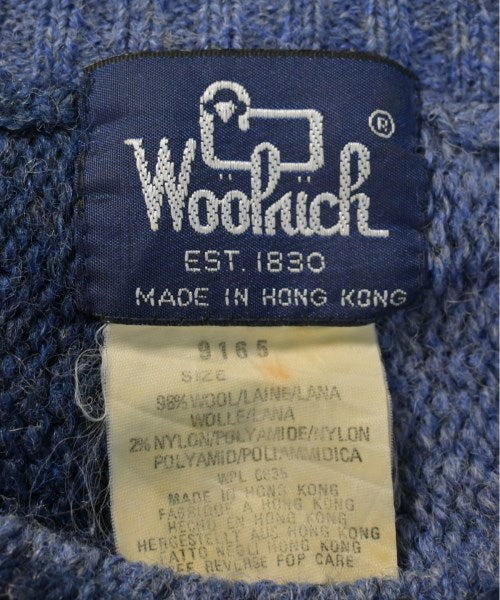 Woolrich
®
EST. 1830
MADE IN HONG KONG
9165
SIZE
98% WOOL/LAINE/LANA
WOLLE/LANA
2% NYLON/POLYAMIDE/NYLON
POLYAMID/POLIAMMIDICA
WPL 6635
MADE IN HONG KONG
FABRIQUE A HONG KONG
HECHO EN HONG KONG
HERGESTELLT AUS HONG KONG
FATTO NEGLI HONG KONG
SEE REVERSE FOR CARE